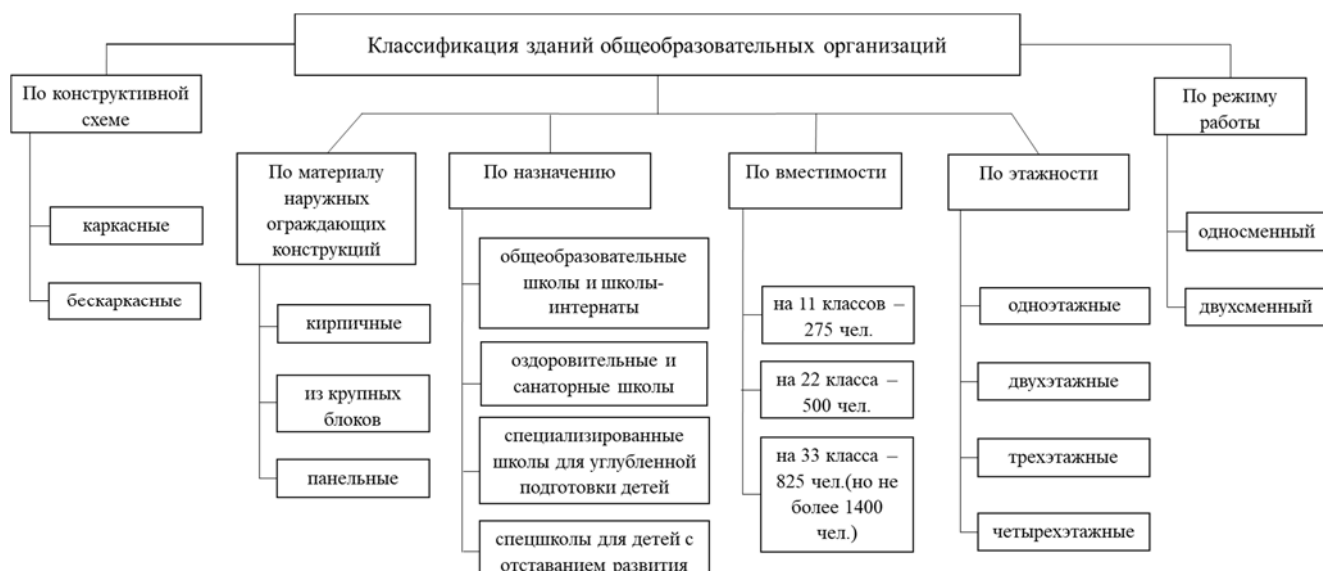 Классификация зданий общеобразовательных организаций
По конструктивной
схеме
каркасные
бескаркасные
По материалу
наружных
ограждающих
конструкций
кирпичные
из крупных
блоков
панельные
По назначению
общеобразовательные
школы и школы-
интернаты
оздоровительные и
санаторные школы
специализированные
школы для углубленной
подготовки детей
спецшколы для детей с
отставанием развития
По вместимости
на 11 классов –
275 чел.
на 22 класса –
500 чел.
на 33 класса –
825 чел.(но не
более 1400
чел.)
По этажности
одноэтажные
двухэтажные
трехэтажные
четырехэтажные
По режиму
работы
односменный
двухсменный